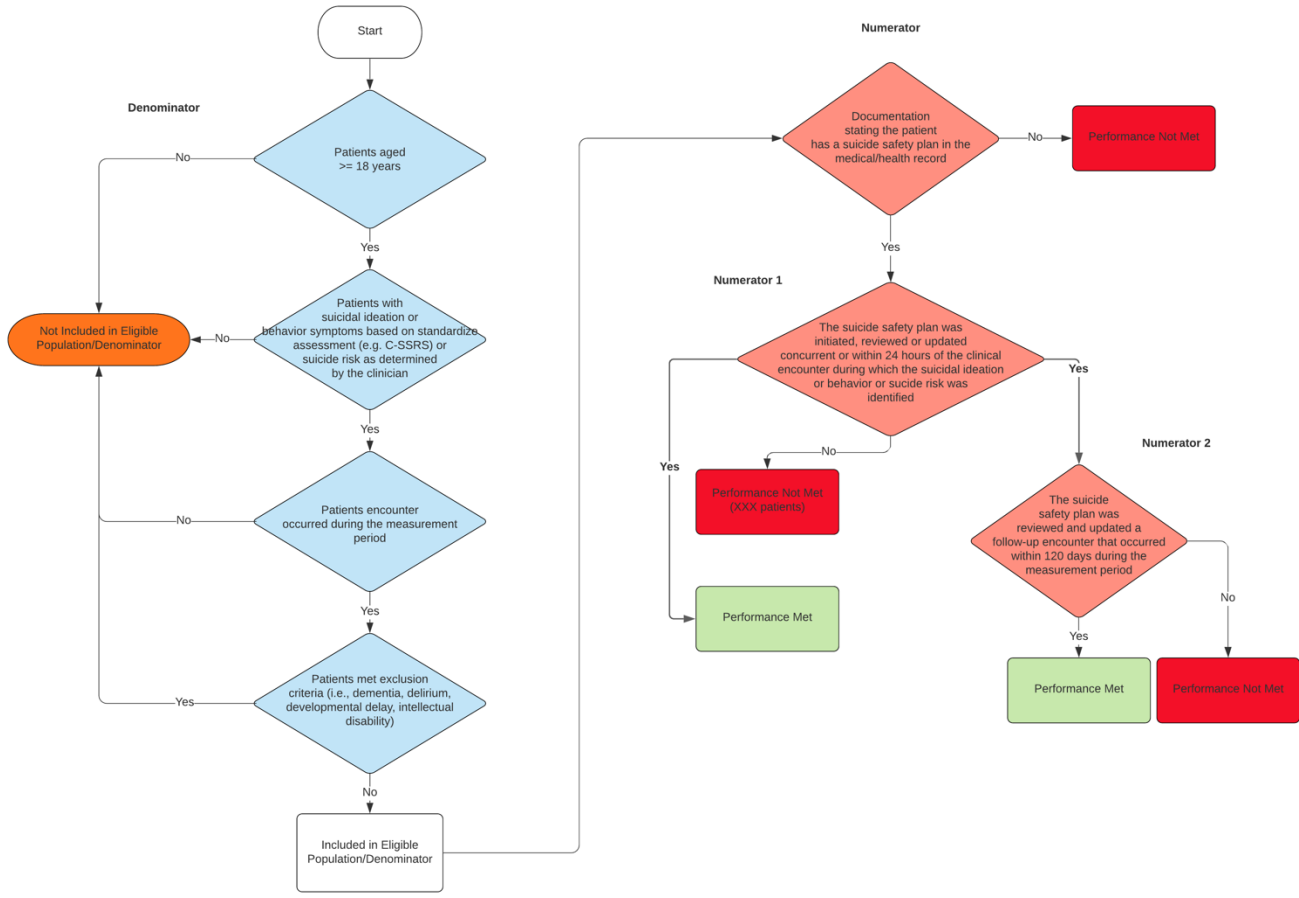 Start
Denominator
Patients aged
>= 18 years
No
Yes
Patients with
suicidal ideation or
behavior symptoms based on standardize
assessment (e.g. C-SSRS) or
suicide risk as determined
by the clinician
No
Not Included in Eligible
Population/Denominator
Yes
Patients encounter
occurred during the measurement
period
No
Yes
Patients met exclusion
criteria (i.e., dementia, delirium,
developmental delay, intellectual
disability)
Yes
No
Included in Eligible
Population/Denominator
Numerator
Documentation
stating the patient
has a suicide safety plan in the
medical/health record
No
Performance Not Met
Yes
Numerator 1
The suicide safety plan was
initiated, reviewed or updated
concurrent or within 24 hours of the clinical
encounter during which the suicidal ideation
or behavior or sucide risk was
identified
Yes
No
Performance Not Met
(XXX patients)
Yes
Performance Met
Numerator 2
The suicide
safety plan was
reviewed and updated a
follow-up encounter that occurred
within 120 days during the
measurement period
No
Yes
Performance Met
Performance Not Met